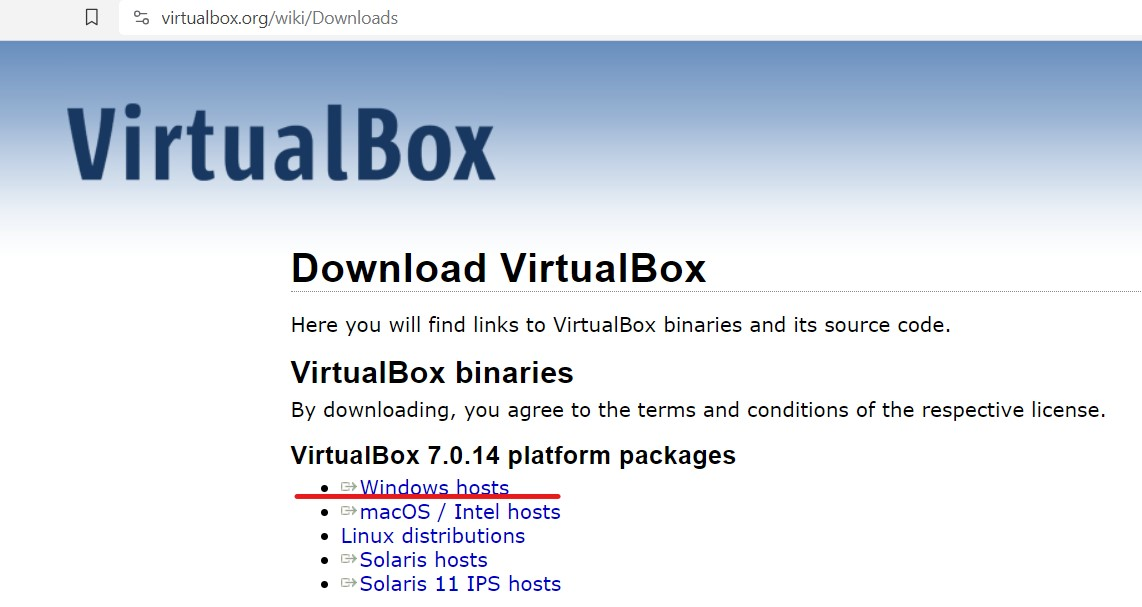 virtualbox.org/wiki/Downloads
VirtualBox
Download VirtualBox
Here you will find links to VirtualBox binaries and its source code.
VirtualBox binaries
By downloading, you agree to the terms and conditions of the respective license.
VirtualBox 7.0.14 platform packages
Windows hosts
macOS / Intel hosts
Linux distributions
Solaris hosts
Solaris 11 IPS hosts